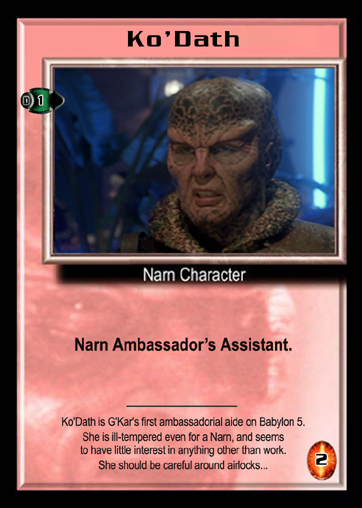 Ko'Dath
D 1
Narn Character
Narn Ambassador's Assistant.
Ko'Dath is G'Kar's first ambassadorial aide on Babylon 5.
She is ill-tempered even for a Narn, and seems
to have little interest in anything other than work.
She should be careful around airlocks...
2